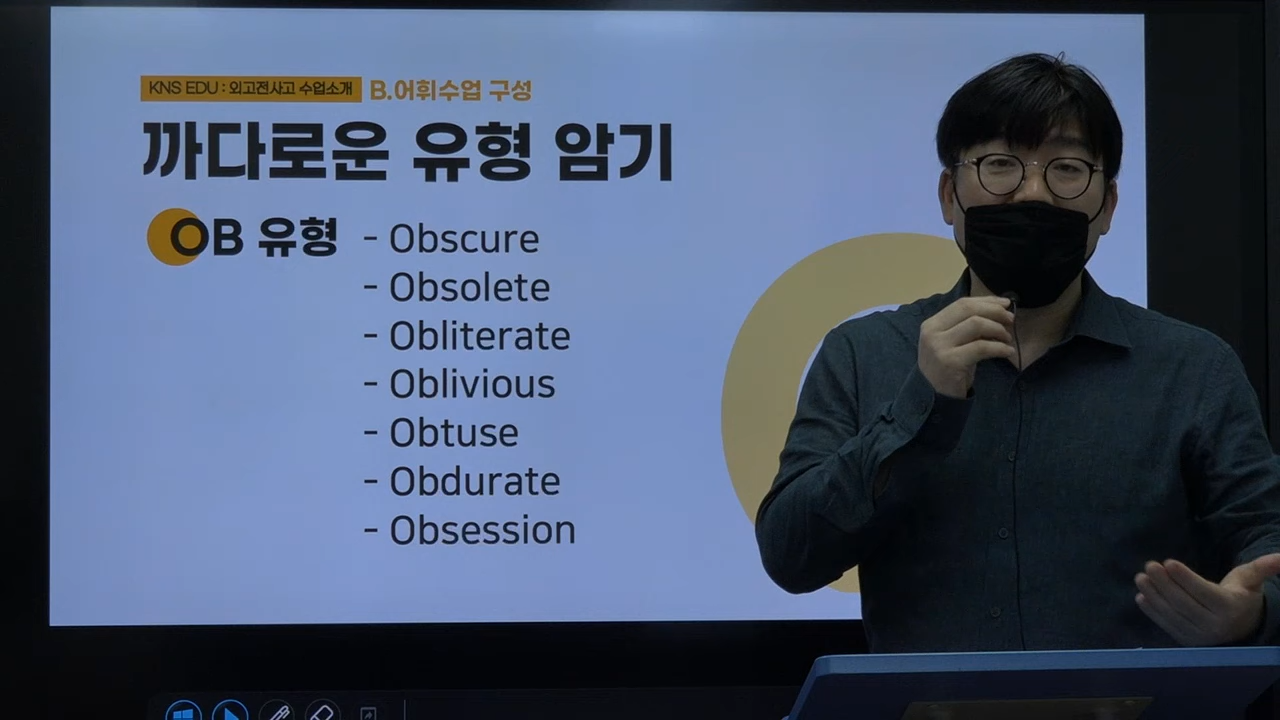 KNS EDU : 외고전사고 수업소개 B.어휘수업 구성
까다로운 유형 암기
OB 유형 - Obscure
- Obsolete
- Obliterate
- Oblivious
- Obtuse
- Obdurate
- Obsession